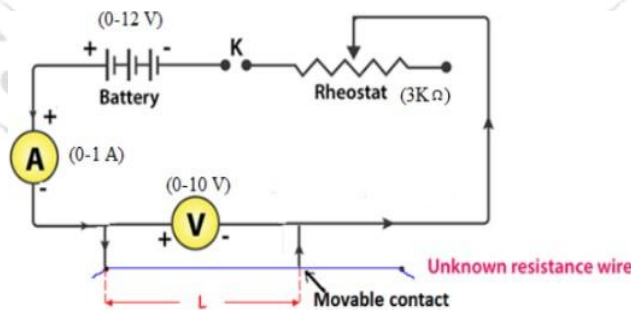 (0-12 V)
+ - K
Battery
Rheostat (3KΩ)
+
A (0-1 A)
-
(0-10 V)
V
+ -
Unknown resistance wire
L
Movable contact